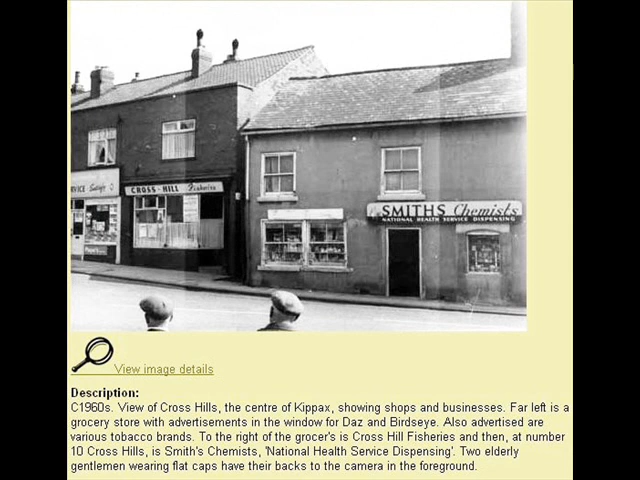 VICE
CROSS-HILL Fisheries
SMITHS Chemists
NATIONAL HEALTH SERVICE DISPENSING
View image details
Description:
C1960s. View of Cross Hills, the centre of Kippax, showing shops and businesses. Far left is a
grocery store with advertisements in the window for Daz and Birdseye. Also advertised are
various tobacco brands. To the right of the grocer's is Cross Hill Fisheries and then, at number
10 Cross Hills, is Smith's Chemists, 'National Health Service Dispensing'. Two elderly
gentlemen wearing flat caps have their backs to the camera in the foreground.